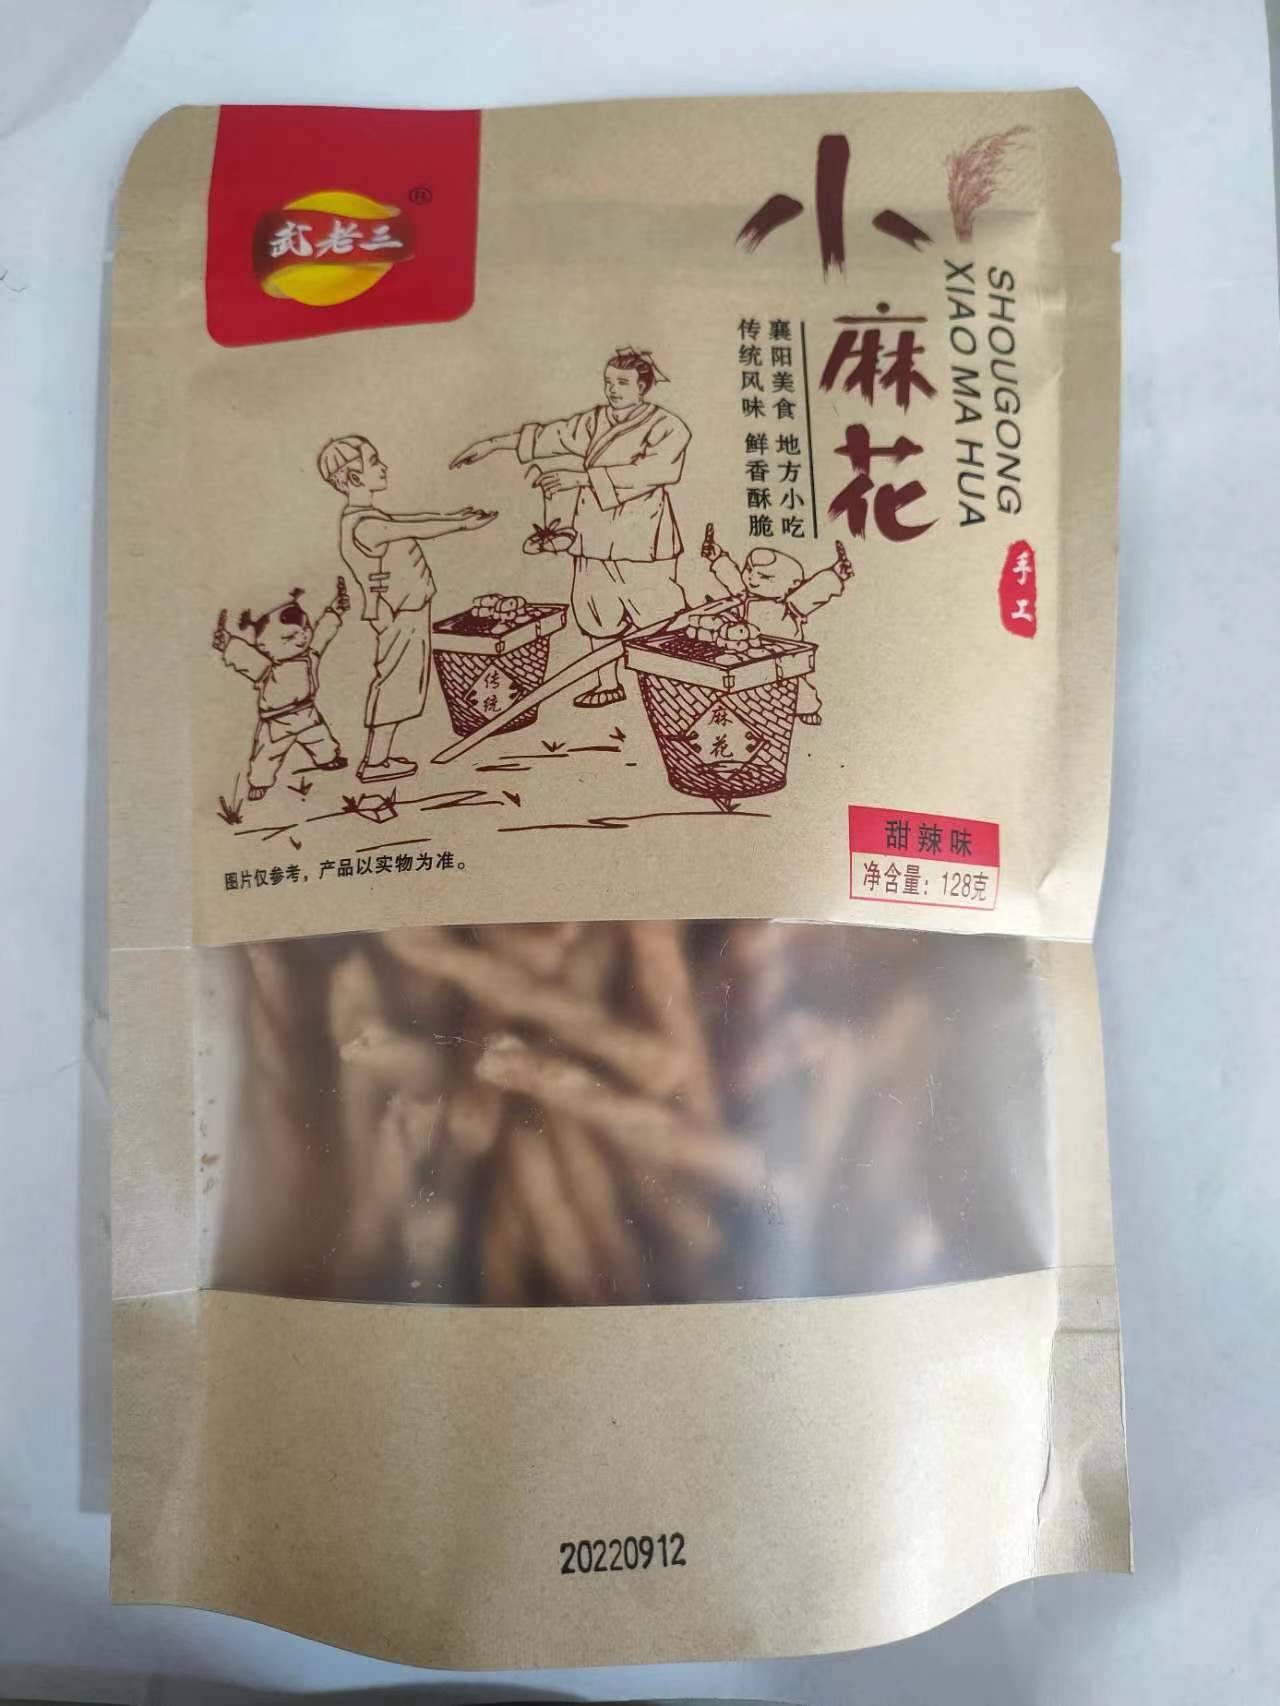 武老三
®
小麻花
SHOUGONG
XIAO MA HUA
手工
襄阳美食 地方小吃
传统风味 鲜香酥脆
传统
麻花
甜辣味
净含量：128克
图片仅参考，产品以实物为准。
20220912